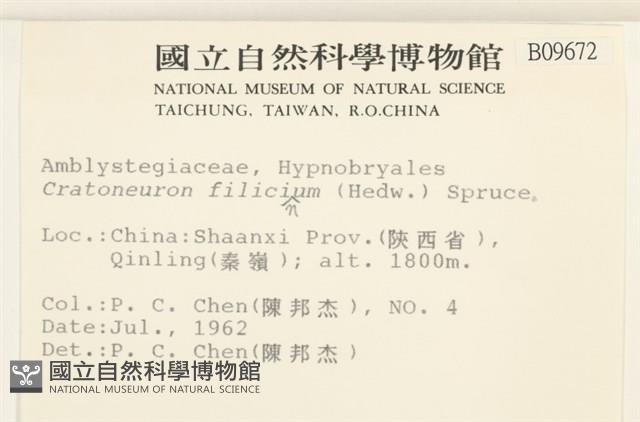 國立自然科學博物館 B09672
NATIONAL MUSEUM OF NATURAL SCIENCE
TAICHUNG, TAIWAN, R.O.CHINA
Amblystegiaceae, Hypnobryales
Cratoneuron filicium (Hedw.) Spruce.
n
Loc.:China:Shaanxi Prov.(陝西省),
Qinling(秦嶺); alt. 1800m.
Col.:P. C. Chen(陳邦杰), NO. 4
Date:Jul., 1962
Det.:P. C. Chen(陳邦杰)
國立自然科學博物館
NATIONAL MUSEUM OF NATURAL SCIENCE